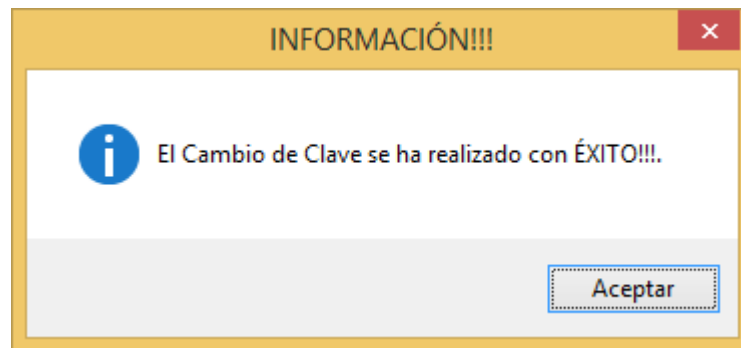 INFORMACIÓN!!!
El Cambio de Clave se ha realizado con ÉXITO!!!.
Aceptar